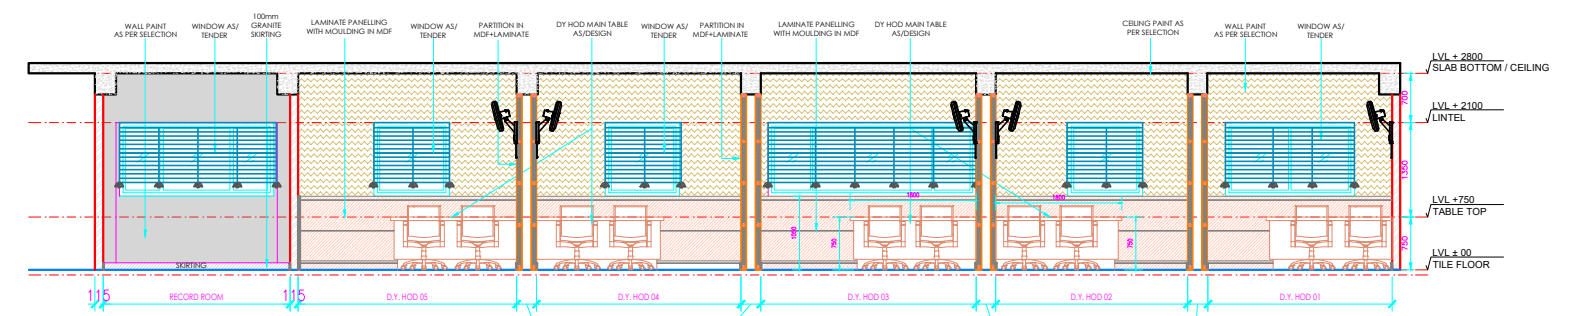 WALL PAINT
AS PER SELECTION
WINDOW AS/
TENDER
100mm
GRANITE
SKIRTING
LAMINATE PANELLING
WITH MOULDING IN MDF
WINDOW AS/
TENDER
PARTITION IN
MDF+LAMINATE
DY HOD MAIN TABLE
AS/DESIGN
WINDOW AS/
TENDER
PARTITION IN
MDF+LAMINATE
LAMINATE PANELLING
WITH MOULDING IN MDF
DY HOD MAIN TABLE
AS/DESIGN
CEILING PAINT AS
PER SELECTION
WALL PAINT
AS PER SELECTION
WINDOW AS/
TENDER
LVL + 2800
SLAB BOTTOM / CEILING
700
LVL + 2100
LINTEL
1350
LVL +750
TABLE TOP
750
LVL ± 00
TILE FLOOR
1800
1800
1000
750
750
SKIRTING
115
RECORD ROOM
115
D.Y. HOD 05
D.Y. HOD 04
D.Y. HOD 03
D.Y. HOD 02
D.Y. HOD 01